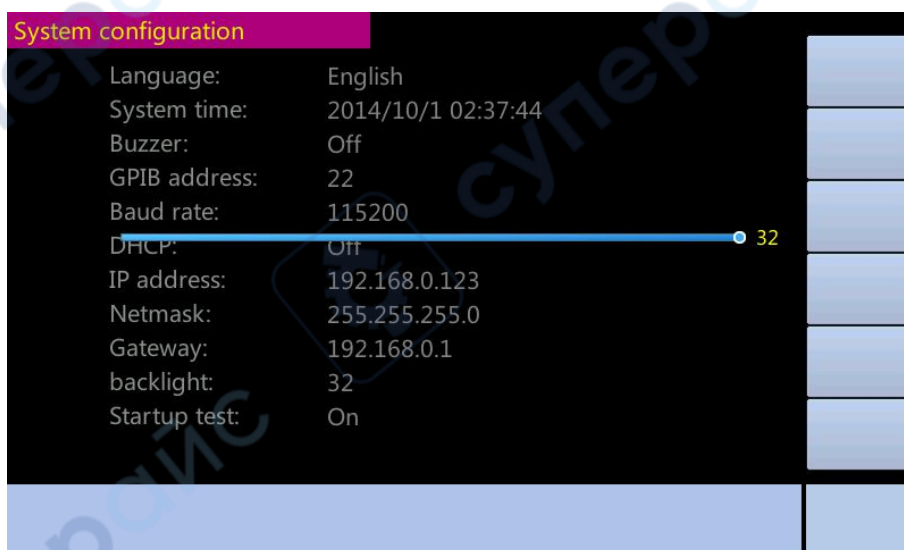 System configuration
Language: English
System time: 2014/10/1 02:37:44
Buzzer: Off
GPIB address: 22
Baud rate: 115200
32
DHCP: Off
IP address: 192.168.0.123
Netmask: 255.255.255.0
Gateway: 192.168.0.1
backlight: 32
Startup test: On
супер
райс